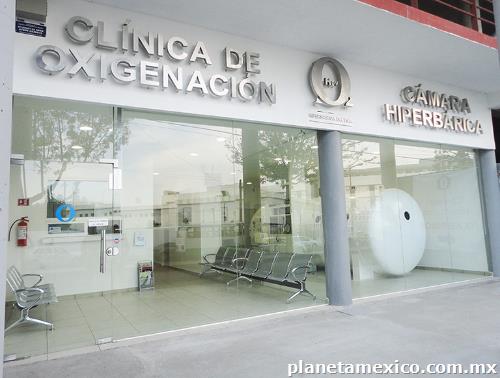 CLÍNICA DE
OXIGENACIÓN
CÁMARA
HIPERBÁRICA
planetamexico.com.mx